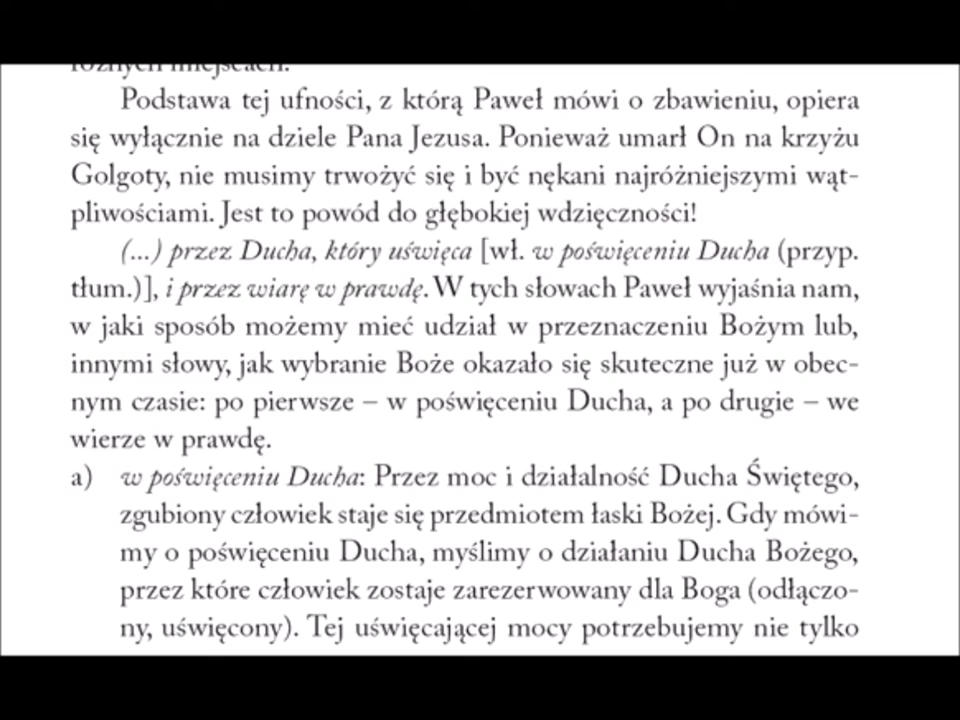 różnych miejscach.
Podstawa tej ufności, z którą Paweł mówi o zbawieniu, opiera
się wyłącznie na dziele Pana Jezusa. Ponieważ umarł On na krzyżu
Golgoty, nie musimy trwożyć się i być nękani najróżniejszymi wąt-
pliwościami. Jest to powód do głębokiej wdzięczności!
(...) przez Ducha, który uświęca [wł. w poświęceniu Ducha (przyp.
tłum.)], i przez wiarę w prawdę. W tych słowach Paweł wyjaśnia nam,
w jaki sposób możemy mieć udział w przeznaczeniu Bożym lub,
innymi słowy, jak wybranie Boże okazało się skuteczne już w obec-
nym czasie: po pierwsze – w poświęceniu Ducha, a po drugie – we
wierze w prawdę.
a) w poświęceniu Ducha: Przez moc i działalność Ducha Świętego,
zgubiony człowiek staje się przedmiotem łaski Bożej. Gdy mówi-
my o poświęceniu Ducha, myślimy o działaniu Ducha Bożego,
przez które człowiek zostaje zarezerwowany dla Boga (odłączo-
ny, uświęcony). Tej uświęcającej mocy potrzebujemy nie tylko